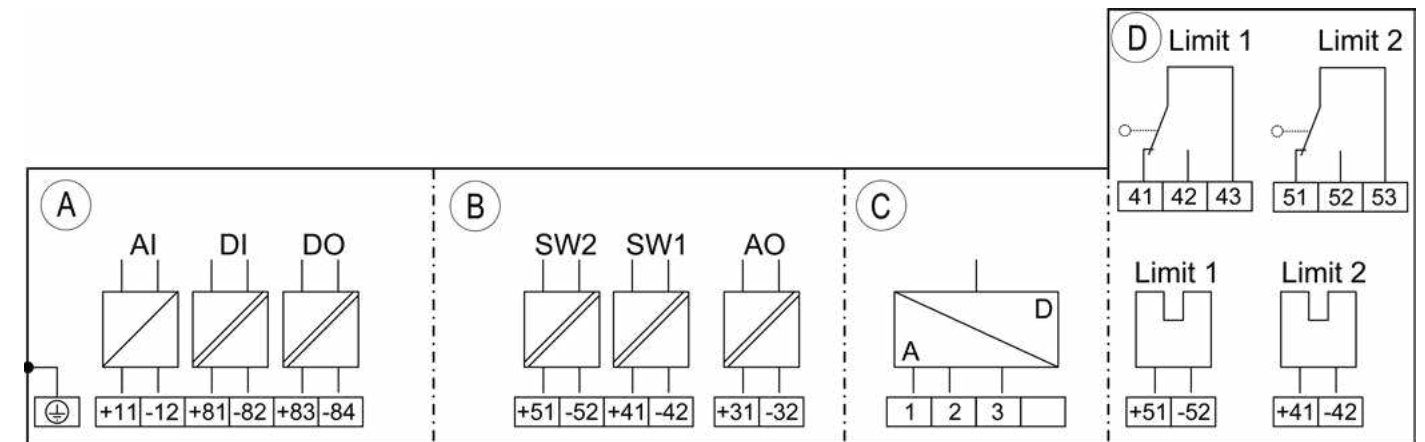 D Limit 1 Limit 2
41 42 43 51 52 53
A B C
AI DI DO SW2 SW1 AO
Limit 1 Limit 2
D
A
+11 -12 +81 -82 +83 -84 +51 -52 +41 -42 +31 -32 1 2 3 +51 -52 +41 -42